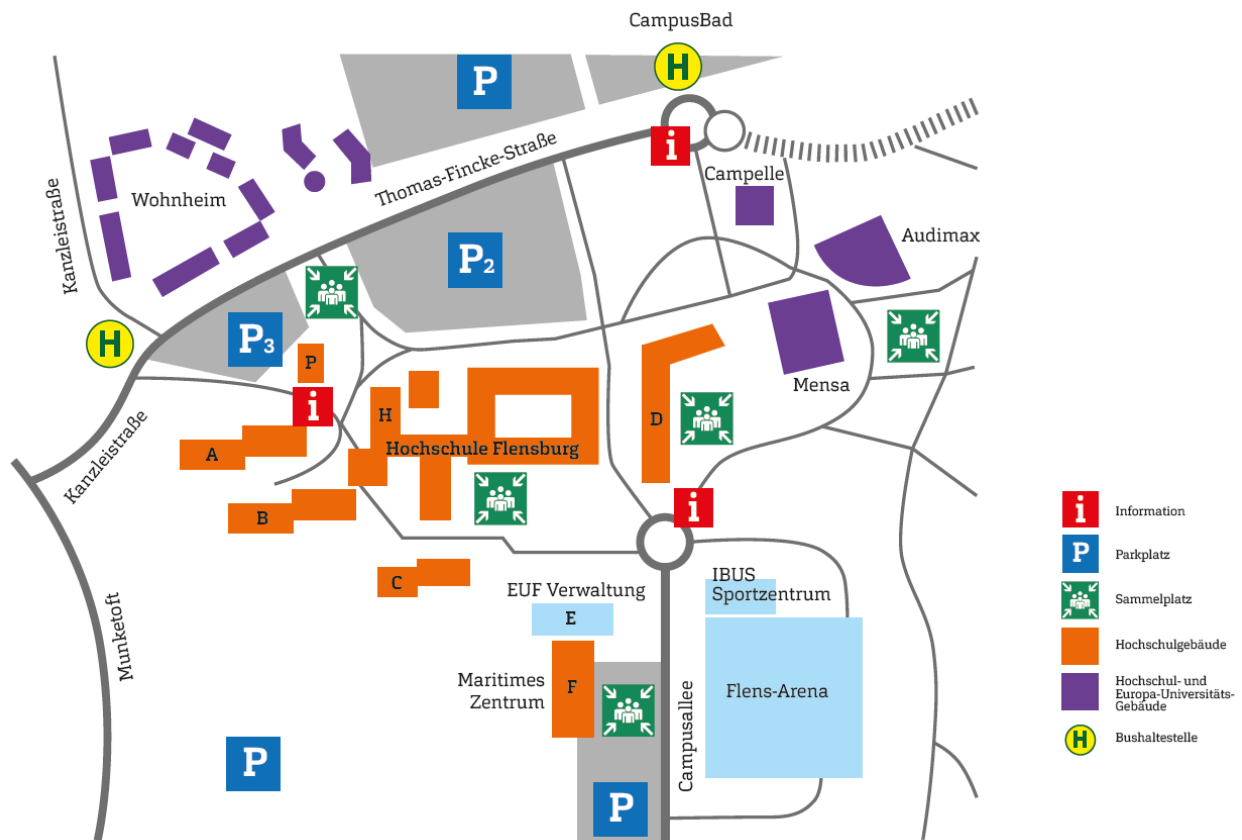 CampusBad
H
P
i
Thomas-Fincke-Straße
Campelle
Wohnheim
Kanzleistraße
Audimax
P2
H
P3
P
Mensa
i
H
D
A
Hochschule Flensburg
Kanzleistraße
B
i
Information
Parkplatz
P
C
IBUS
Sportzentrum
EUF Verwaltung
E
Sammelplatz
Munketoft
Hochschulgebäude
Maritimes
Zentrum
F
Flens-Arena
Hochschul- und
Europa-Universitäts-
Gebäude
Campusallee
H
Bushaltestelle
P
P
i